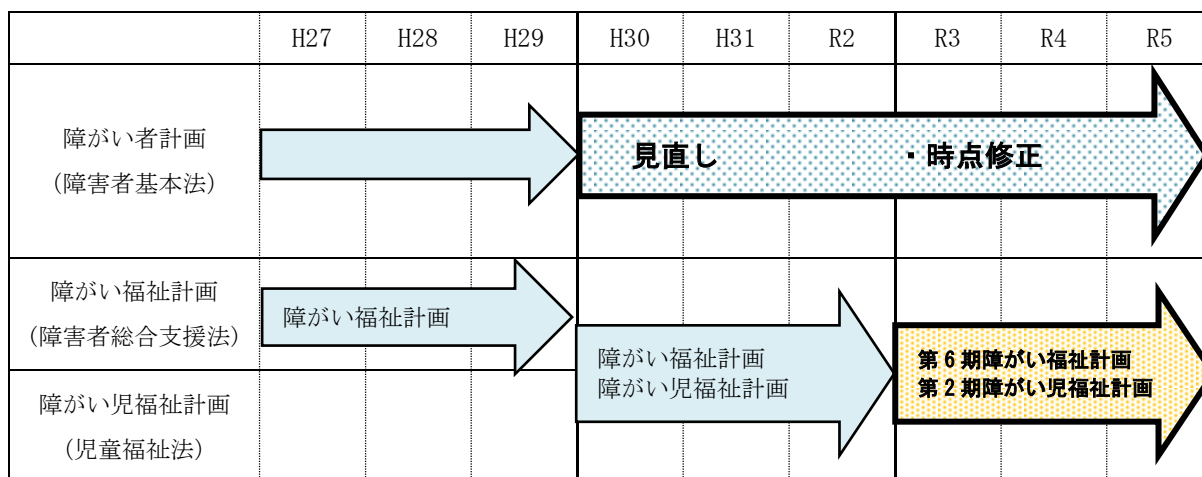 H27 H28 H29 H30 H31 R2 R3 R4 R5
障がい者計画
(障害者基本法)
見直し ・時点修正
障がい福祉計画
(障害者総合支援法)
障がい福祉計画
障がい福祉計画
障がい児福祉計画
第6期障がい福祉計画
第2期障がい児福祉計画
障がい児福祉計画
(児童福祉法)